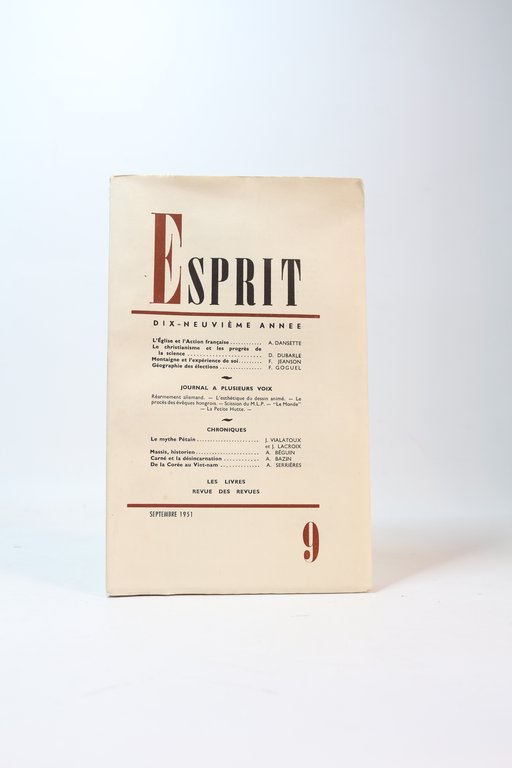 ESPRIT
DIX-NEUVIÈME ANNEE
L'Église et l'Action française ............ A. DANSETTE
Le christianisme et les progrès de
la science ........................ D. DUBARLE
Montaigne et l'expérience de soi ........ F. JEANSON
Géographie des élections .............. F. GOGUEL
JOURNAL A PLUSIEURS VOIX
Réarmement allemand. — L'esthétique du dessin animé. — Le
procès des évêques hongrois. — Scission du M.L.P. — "Le Monde"
— La Petite Hutte. —
CHRONIQUES
Le mythe Pétain ...................... J. VIALATOUX
et J. LACROIX
Massis, historien ...................... A. BÉGUIN
Carné et la désincarnation ............ A. BAZIN
De la Corée au Viet-nam .............. A. SERRIÈRES
LES LIVRES
REVUE DES REVUES
SEPTEMBRE 1951
9